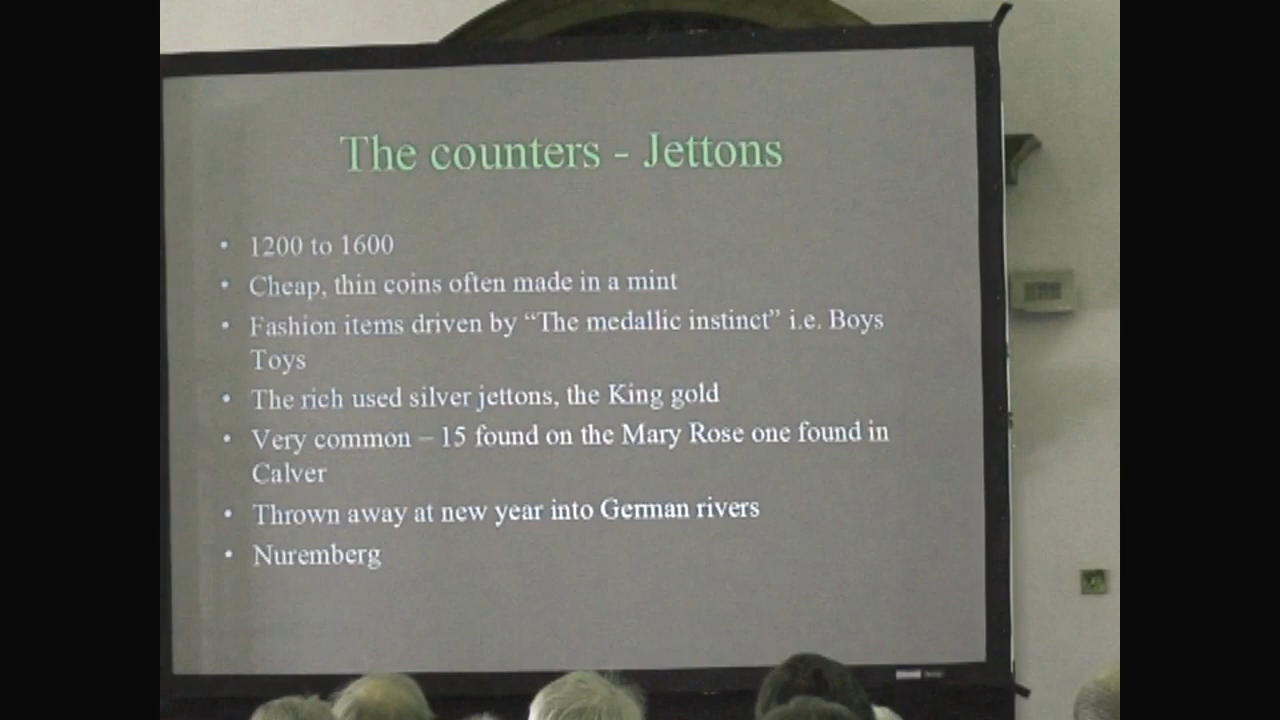 The counters - Jettons
• 1200 to 1600
• Cheap, thin coins often made in a mint
• Fashion items driven by “The medallic instinct” i.e. Boys
Toys
• The rich used silver jettons, the King gold
• Very common – 15 found on the Mary Rose one found in
Calver
• Thrown away at new year into German rivers
• Nuremberg